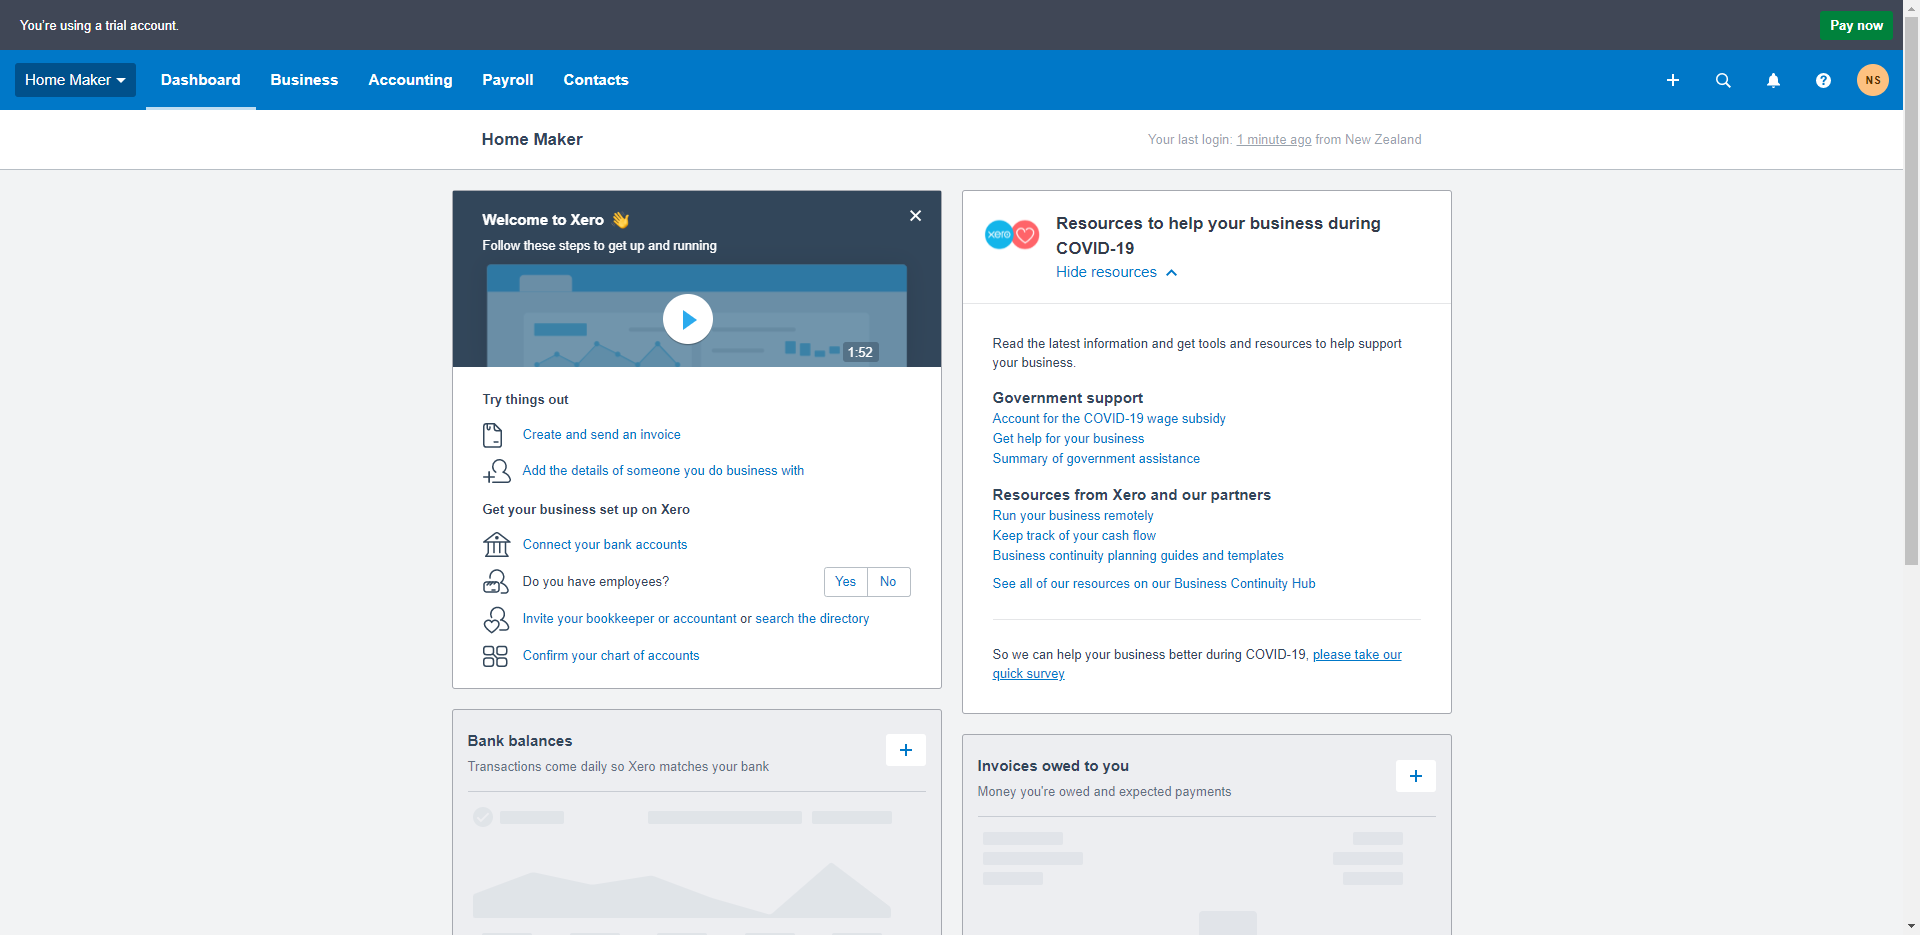 You're using a trial account.
Pay now
Home Maker
Dashboard
Business
Accounting
Payroll
Contacts
NS
Home Maker
Your last login: 1 minute ago from New Zealand
Welcome to Xero
Follow these steps to get up and running
1:52
Try things out
Create and send an invoice
Add the details of someone you do business with
Get your business set up on Xero
Connect your bank accounts
Do you have employees?
Yes
No
Invite your bookkeeper or accountant or search the directory
Confirm your chart of accounts
Bank balances
Transactions come daily so Xero matches your bank
xero
Resources to help your business during
COVID-19
Hide resources
Read the latest information and get tools and resources to help support
your business.
Government support
Account for the COVID-19 wage subsidy
Get help for your business
Summary of government assistance
Resources from Xero and our partners
Run your business remotely
Keep track of your cash flow
Business continuity planning guides and templates
See all of our resources on our Business Continuity Hub
So we can help your business better during COVID-19, please take our
quick survey
Invoices owed to you
Money you're owed and expected payments